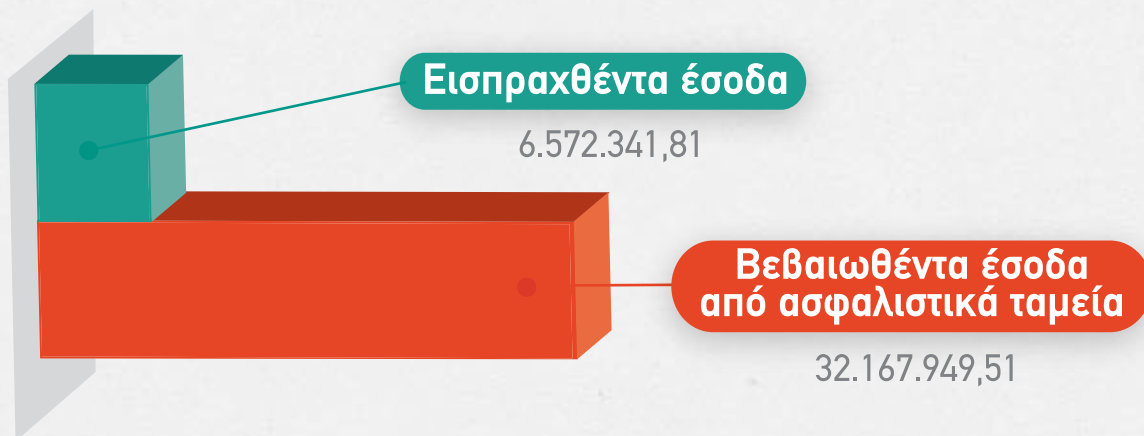 Εισπραχθέντα έσοδα
6.572.341,81
Βεβαιωθέντα έσοδα
από ασφαλιστικά ταμεία
32.167.949,51